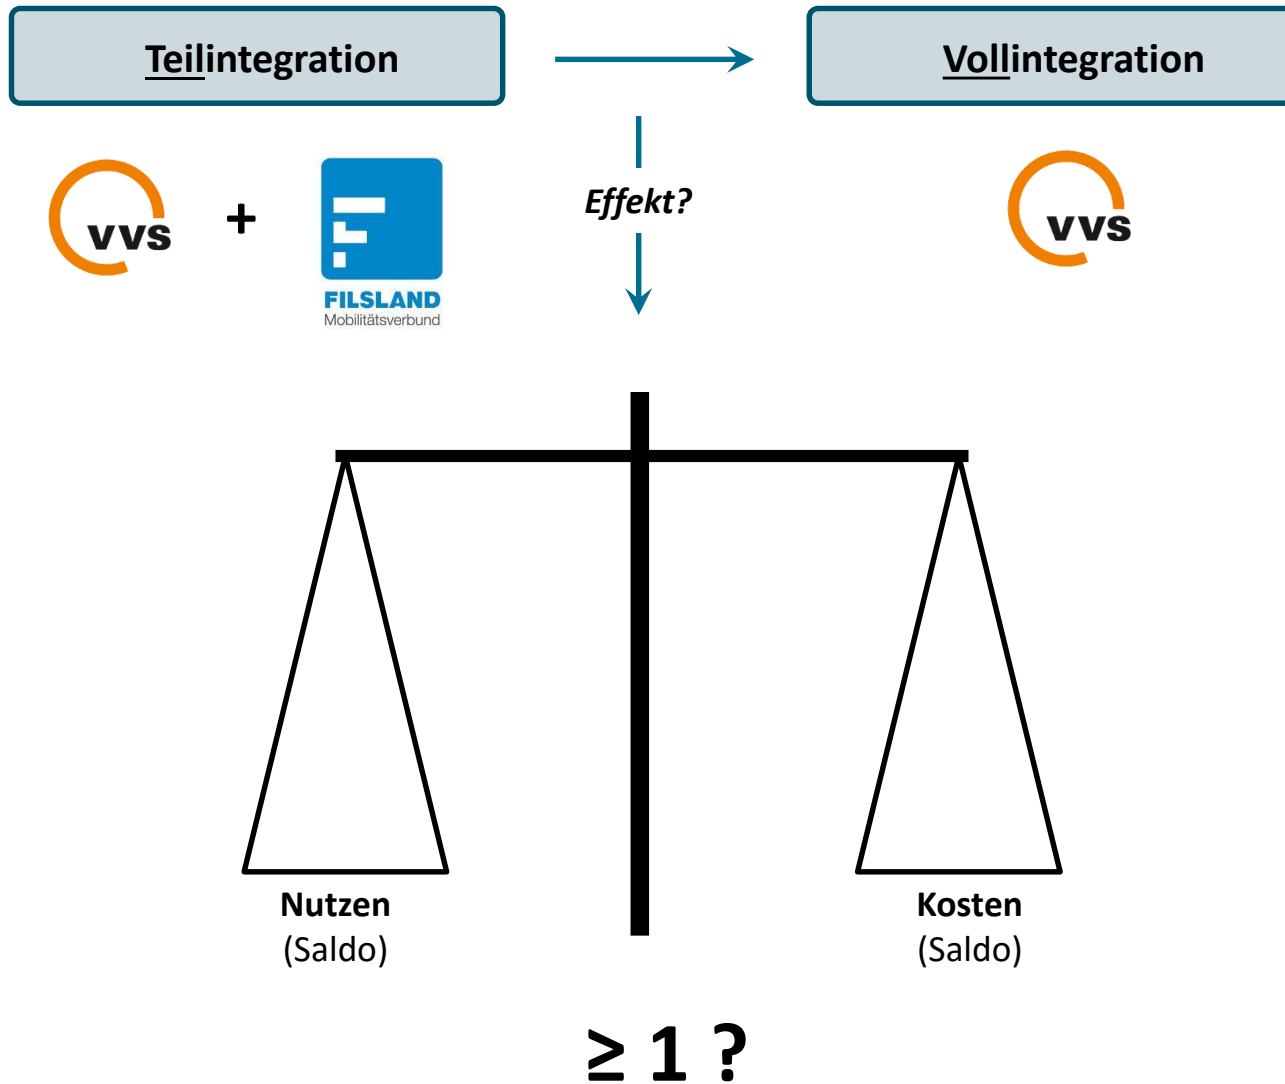 Teilintegration
Vollintegration
vvs
+
FILSLAND
Mobilitätsverbund
Effekt?
vvs
Nutzen
(Saldo)
Kosten
(Saldo)
≥ 1 ?